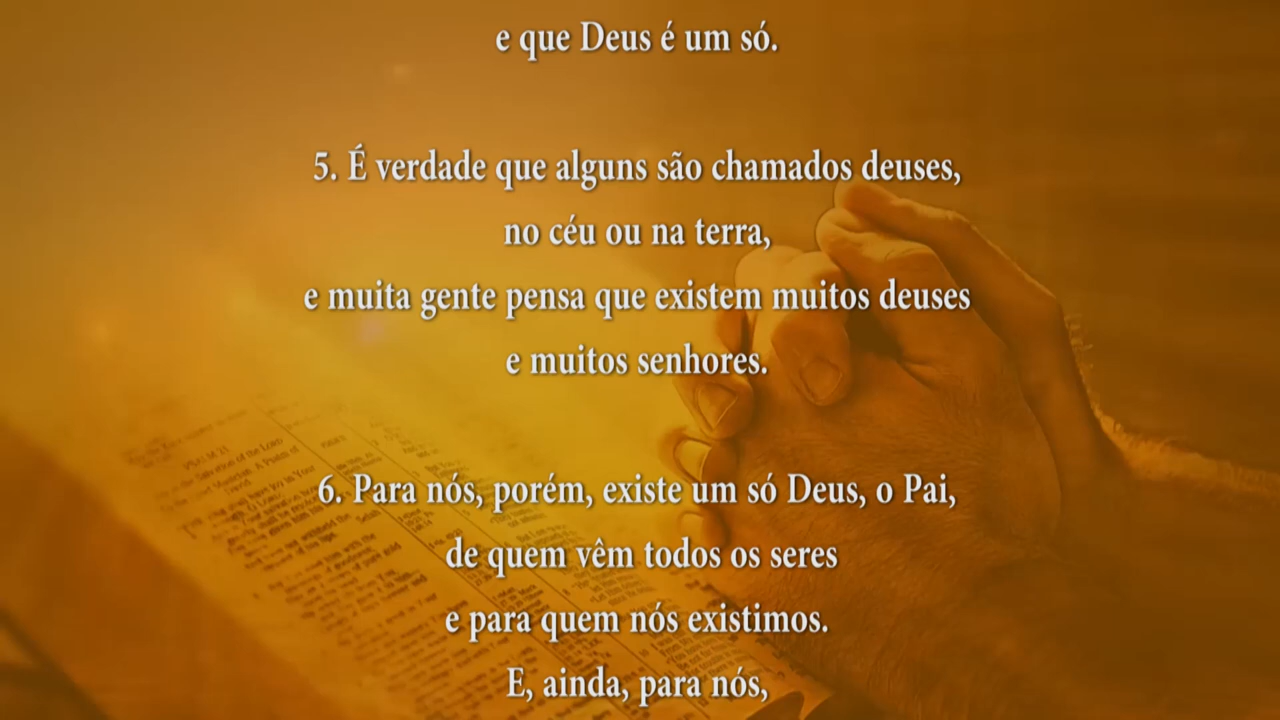 e que Deus é um só.
5. É verdade que alguns são chamados deuses,
no céu ou na terra,
e muita gente pensa que existem muitos deuses
e muitos senhores.
6. Para nós, porém, existe um só Deus, o Pai,
de quem vêm todos os seres
e para quem nós existimos.
E, ainda, para nós,